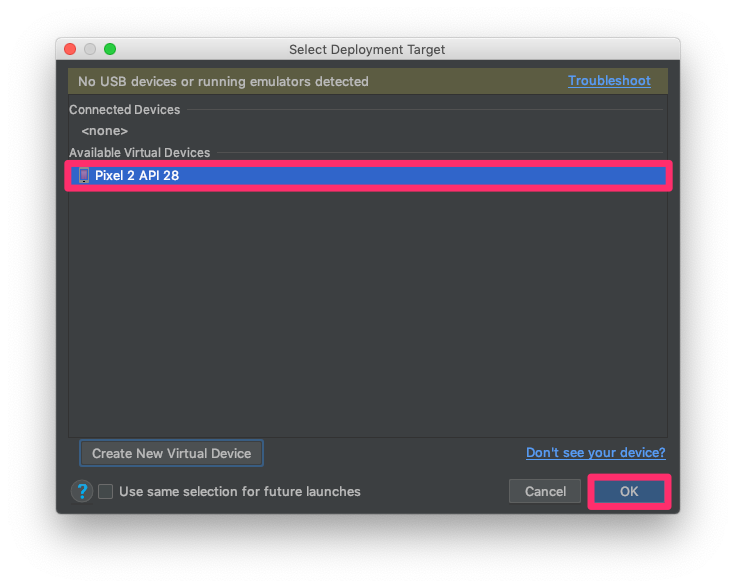 Select Deployment Target
No USB devices or running emulators detected Troubleshoot
Connected Devices
<none>
Available Virtual Devices
Pixel 2 API 28
Create New Virtual Device Don't see your device?
? Use same selection for future launches Cancel OK